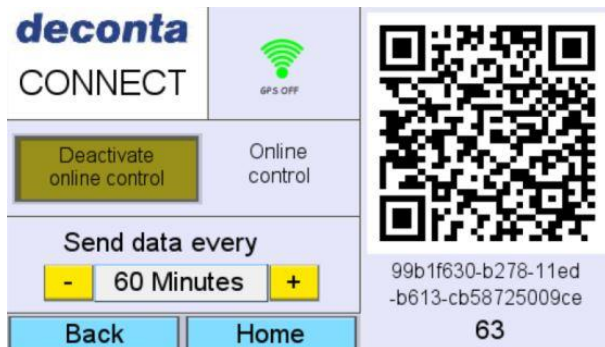 deconta
CONNECT
GPS OFF
Deactivate
online control
Online
control
Send data every
- 60 Minutes +
Back
Home
99b1f630-b278-11ed
-b613-cb58725009ce
63